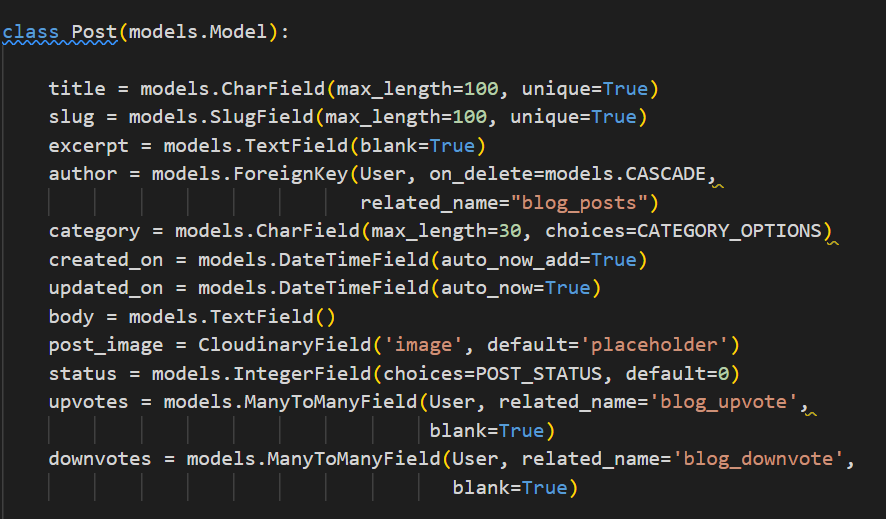 class Post(models.Model):
title = models.CharField(max_length=100, unique=True)
slug = models.SlugField(max_length=100, unique=True)
excerpt = models.TextField(blank=True)
author = models.ForeignKey(User, on_delete=models.CASCADE,
related_name="blog_posts")
category = models.CharField(max_length=30, choices=CATEGORY_OPTIONS)
created_on = models.DateTimeField(auto_now_add=True)
updated_on = models.DateTimeField(auto_now=True)
body = models.TextField()
post_image = CloudinaryField('image', default='placeholder')
status = models.IntegerField(choices=POST_STATUS, default=0)
upvotes = models.ManyToManyField(User, related_name='blog_upvote',
blank=True)
downvotes = models.ManyToManyField(User, related_name='blog_downvote',
blank=True)